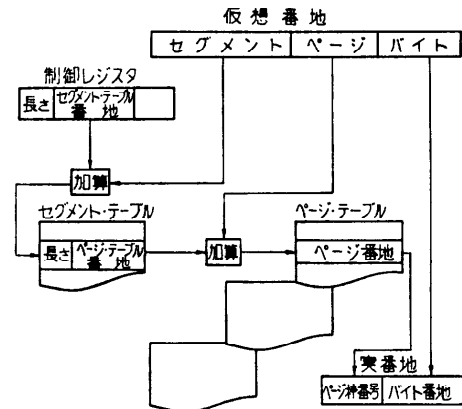 仮想番地
セグメント ページ バイト
制御レジスタ
長さ セグメント・テーブル番地
加算
セグメント・テーブル
長さ ページ・テーブル番地
加算
ページ・テーブル
ページ番地
実番地
ページ枠番号 バイト番地